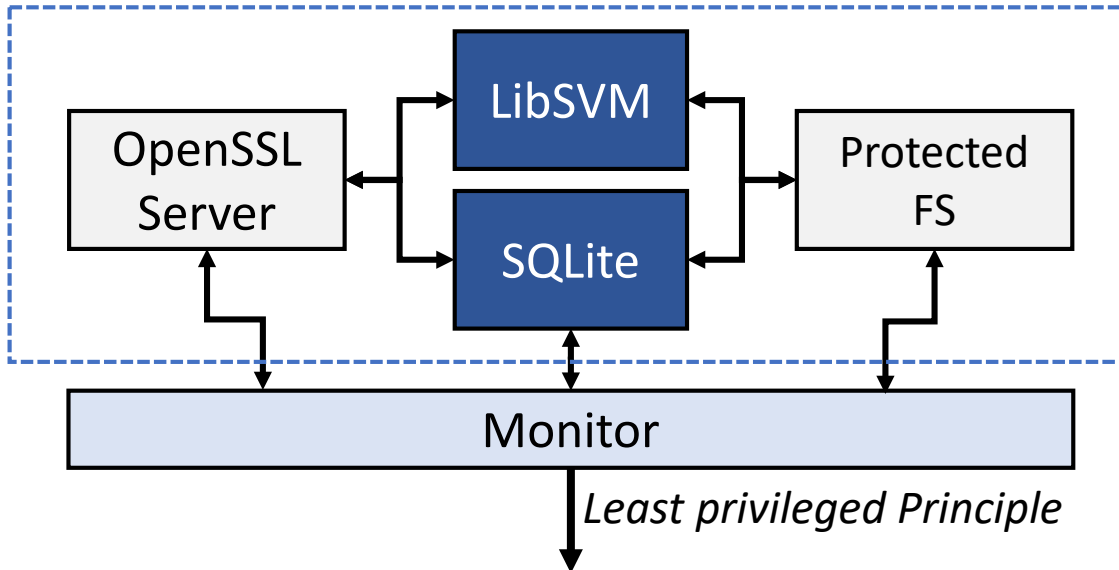 LibSVM
OpenSSL
Server
Protected
FS
SQLite
Monitor
Least privileged Principle